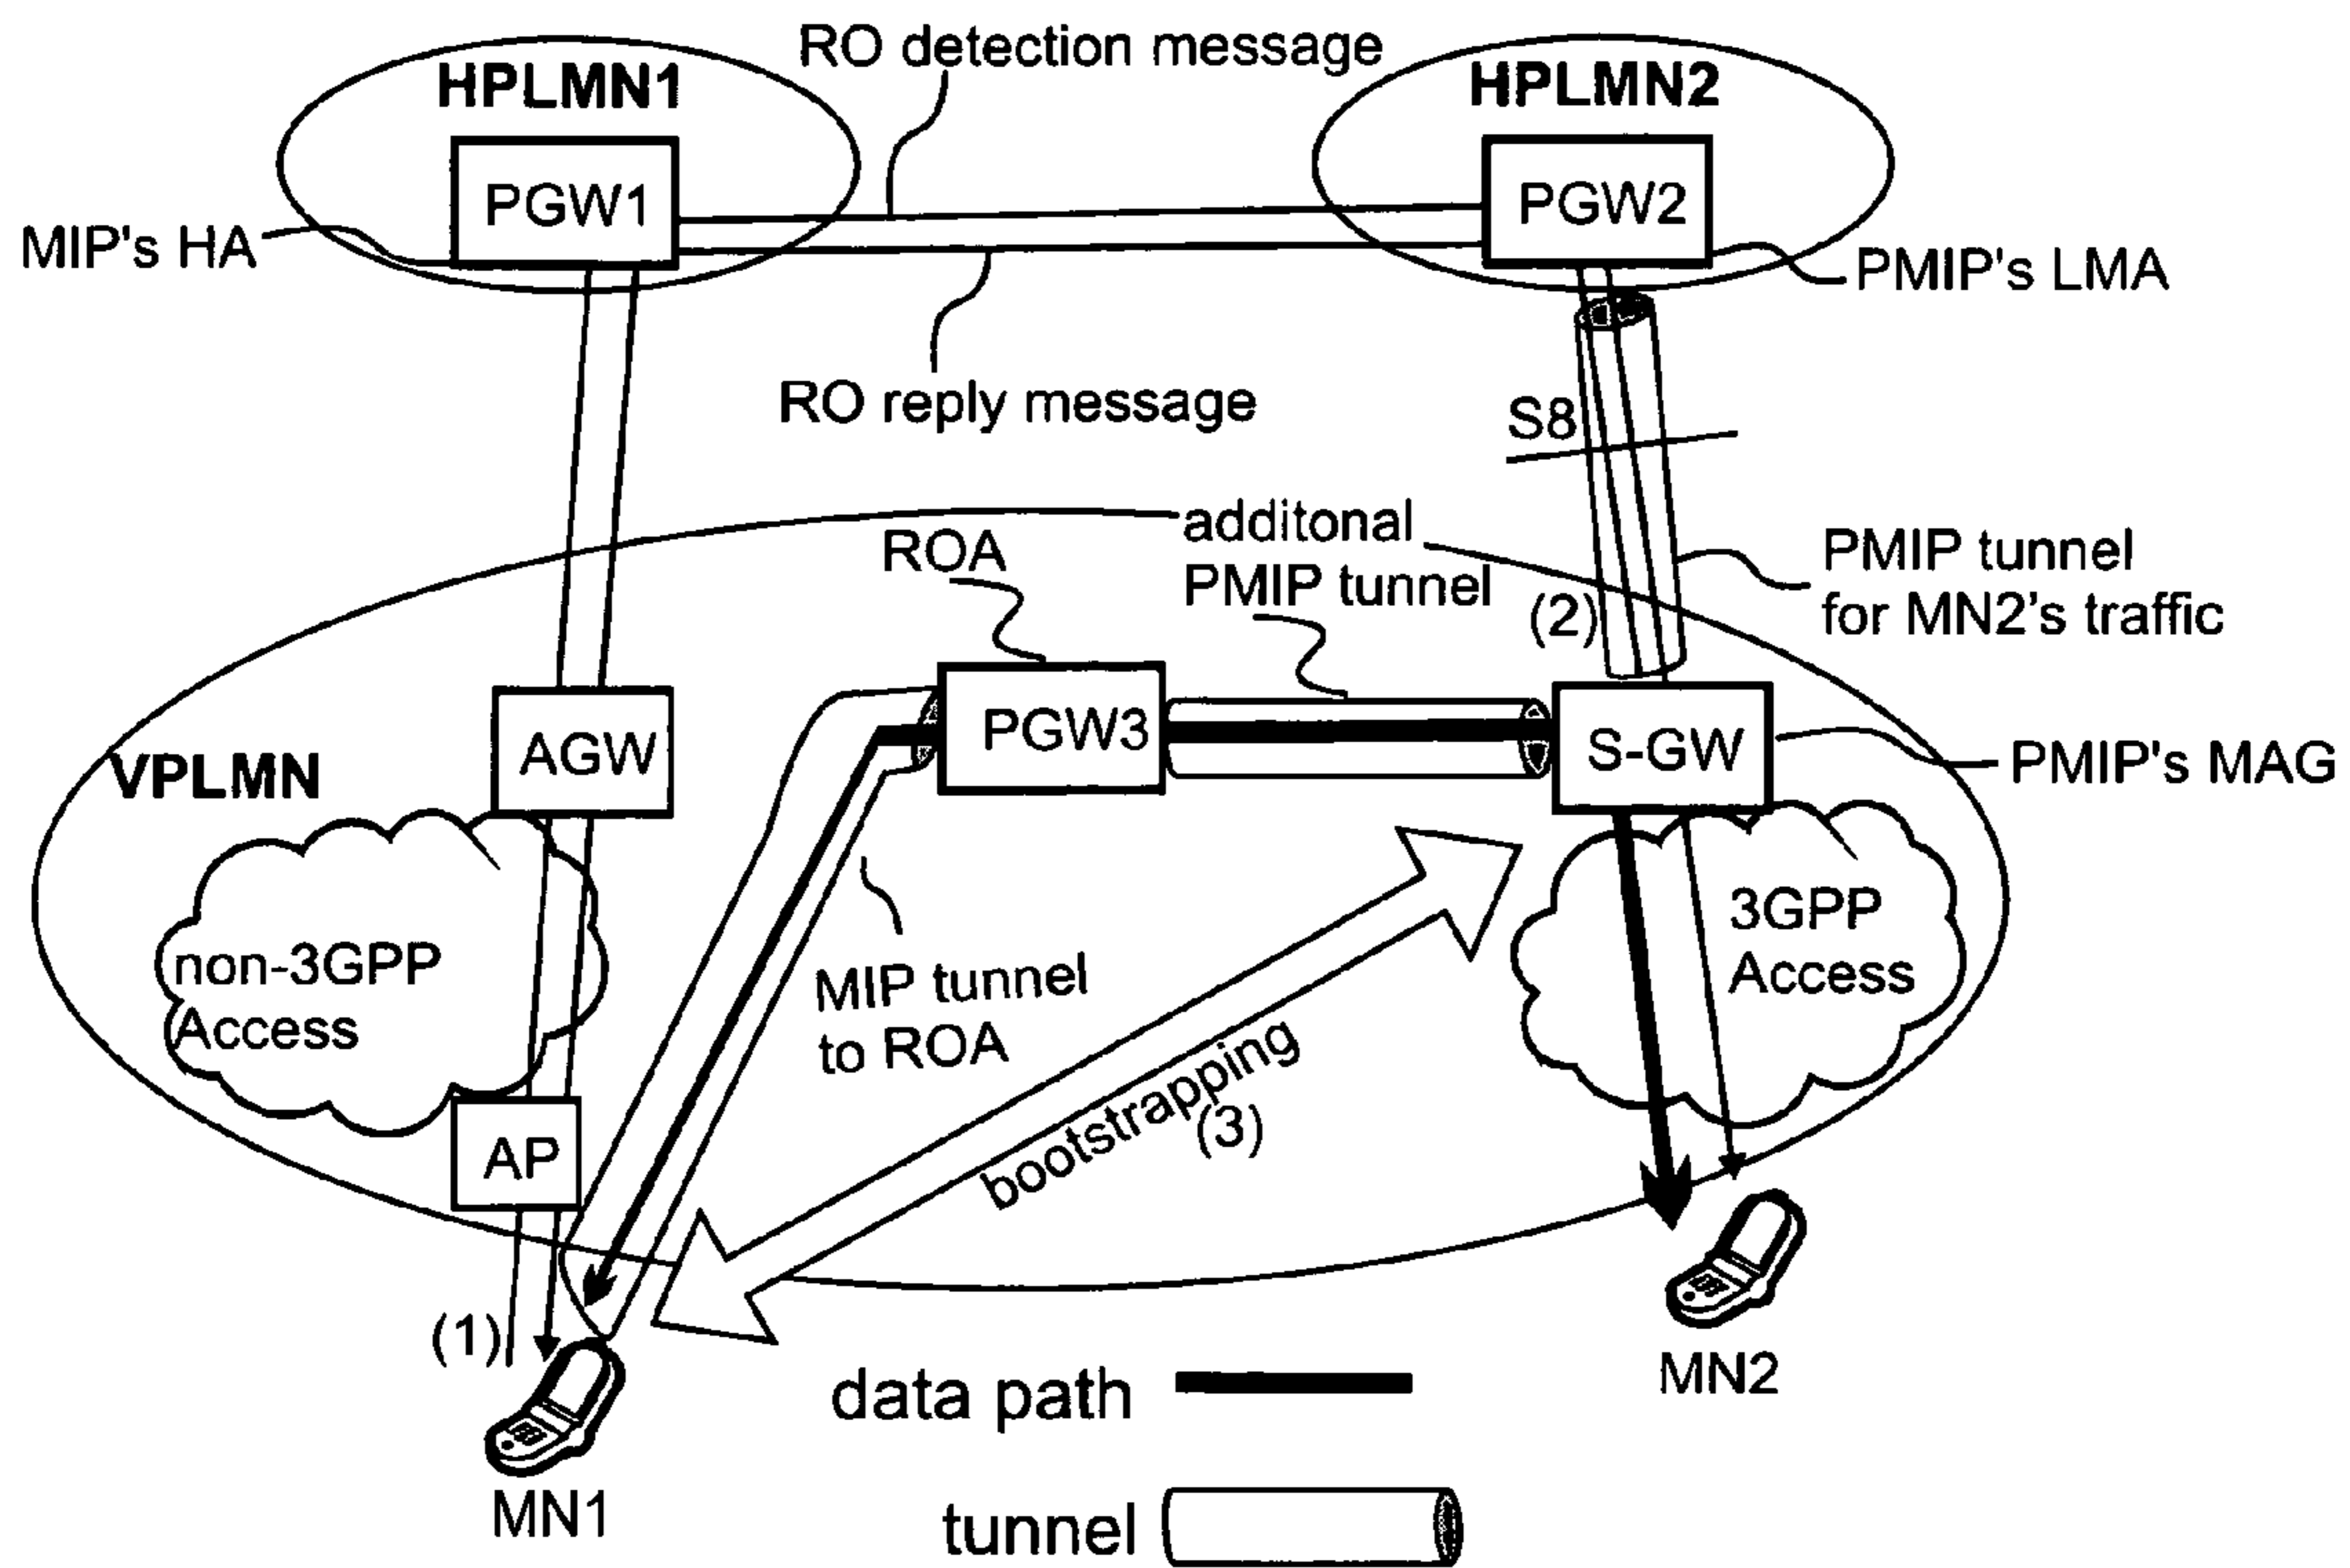 RO detection message
HPLMN1
HPLMN2
PGW1
PGW2
MIP's HA
PMIP's LMA
RO reply message
S8
additonal
PMIP tunnel
ROA
(2)
PMIP tunnel
for MN2's traffic
VPLMN
AGW
PGW3
S-GW
PMIP's MAG
non-3GPP
Access
3GPP
Access
MIP tunnel
to ROA
bootstrapping
(3)
AP
(1)
MN1
MN2
data path
tunnel